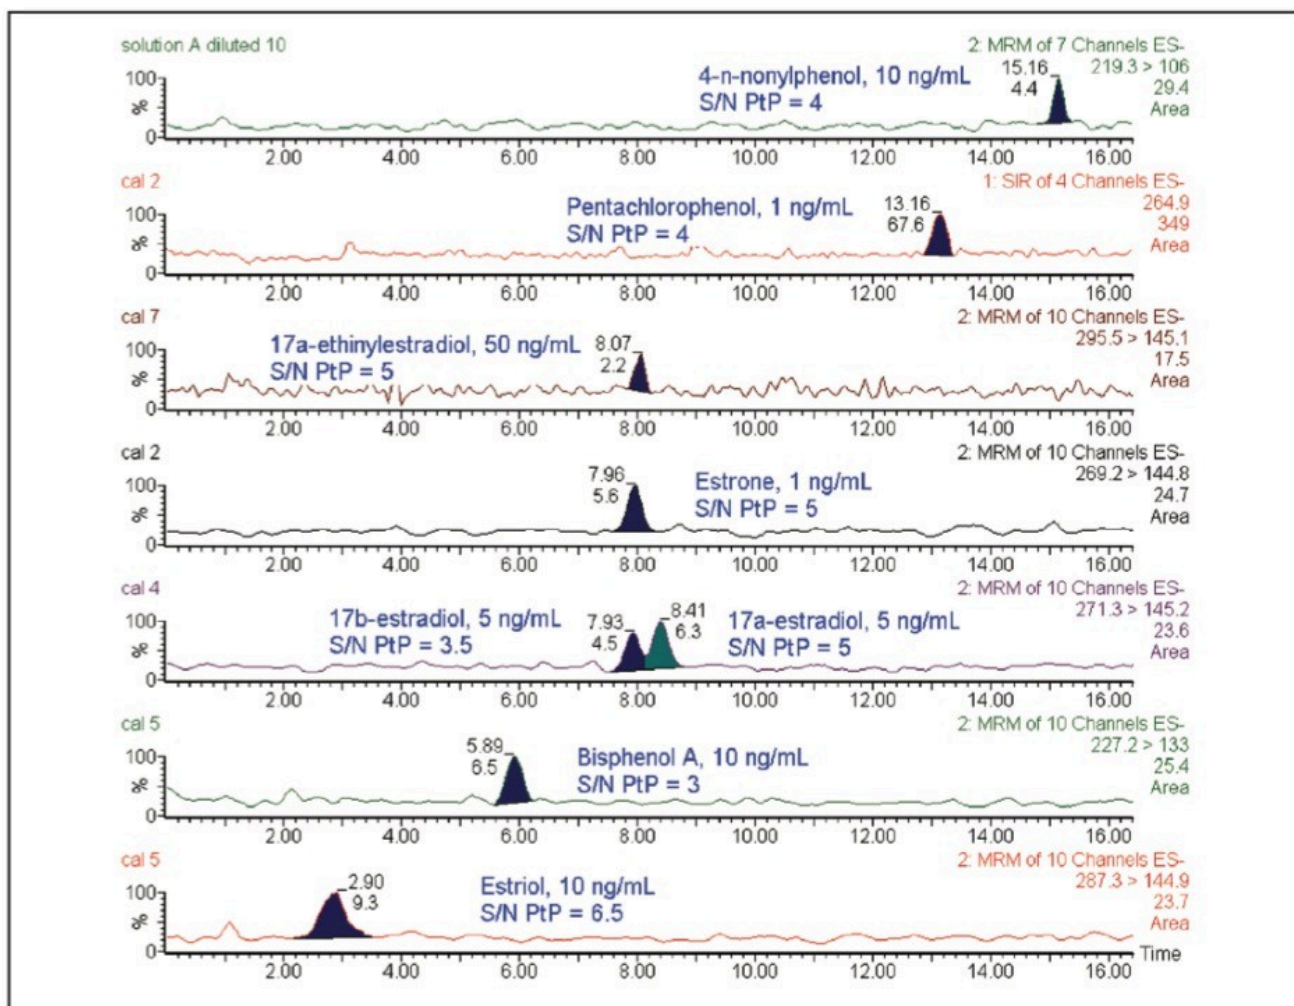 solution A diluted 10
2: MRM of 7 Channels ES-
219.3 > 106
29.4
Area
4-n-nonylphenol, 10 ng/mL
S/N PtP = 4
15.16
4.4
100
%
0
2.00 4.00 6.00 8.00 10.00 12.00 14.00 16.00
cal 2
1: SIR of 4 Channels ES-
264.9
349
Area
Pentachlorophenol, 1 ng/mL
S/N PtP = 4
13.16
67.6
100
%
0
2.00 4.00 6.00 8.00 10.00 12.00 14.00 16.00
cal 7
2: MRM of 10 Channels ES-
295.5 > 145.1
17.5
Area
17a-ethinylestradiol, 50 ng/mL
S/N PtP = 5
8.07
2.2
100
%
0
2.00 4.00 6.00 8.00 10.00 12.00 14.00 16.00
cal 2
2: MRM of 10 Channels ES-
269.2 > 144.8
24.7
Area
7.96
5.6
Estrone, 1 ng/mL
S/N PtP = 5
100
%
0
2.00 4.00 6.00 8.00 10.00 12.00 14.00 16.00
cal 4
2: MRM of 10 Channels ES-
271.3 > 145.2
23.6
Area
17b-estradiol, 5 ng/mL
S/N PtP = 3.5
7.93
4.5
8.41
6.3
17a-estradiol, 5 ng/mL
S/N PtP = 5
100
%
0
2.00 4.00 6.00 8.00 10.00 12.00 14.00 16.00
cal 5
2: MRM of 10 Channels ES-
227.2 > 133
25.4
Area
5.89
6.5
Bisphenol A, 10 ng/mL
S/N PtP = 3
100
%
0
2.00 4.00 6.00 8.00 10.00 12.00 14.00 16.00
cal 5
2: MRM of 10 Channels ES-
287.3 > 144.9
23.7
Area
2.90
9.3
Estriol, 10 ng/mL
S/N PtP = 6.5
100
%
0
Time
2.00 4.00 6.00 8.00 10.00 12.00 14.00 16.00